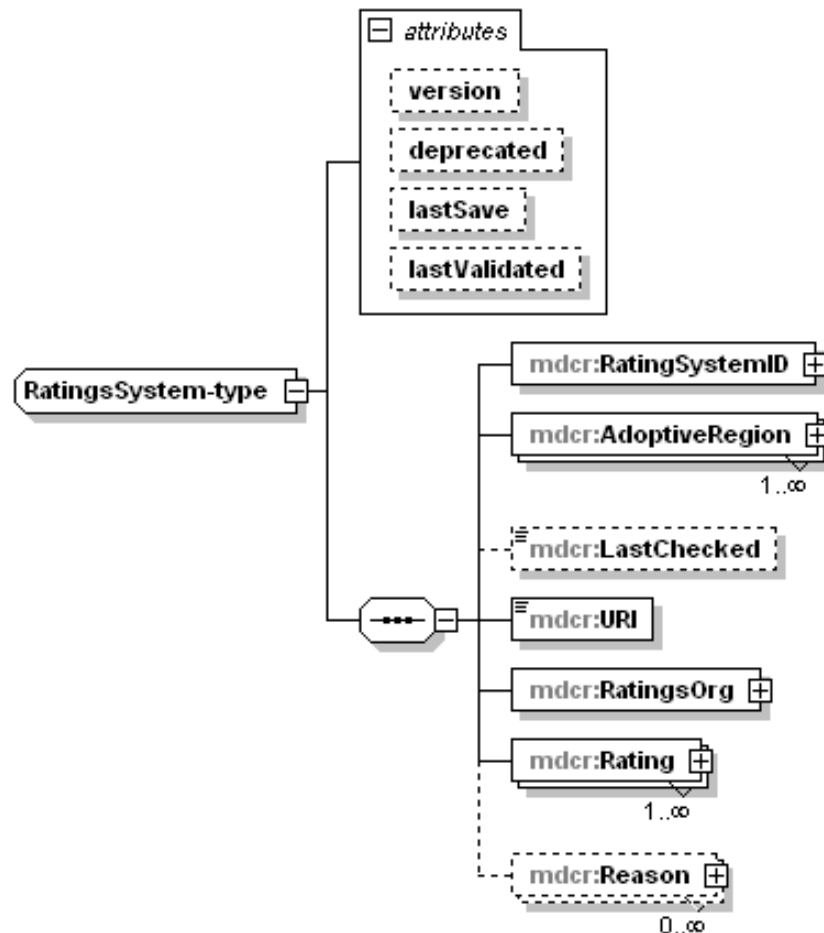 attributes
version
deprecated
lastSave
lastValidated
RatingsSystem-type
mdcr:RatingSystemID
mdcr:AdoptiveRegion
1..∞
mdcr:LastChecked
mdcr:URI
mdcr:RatingsOrg
mdcr:Rating
1..∞
mdcr:Reason
0..∞